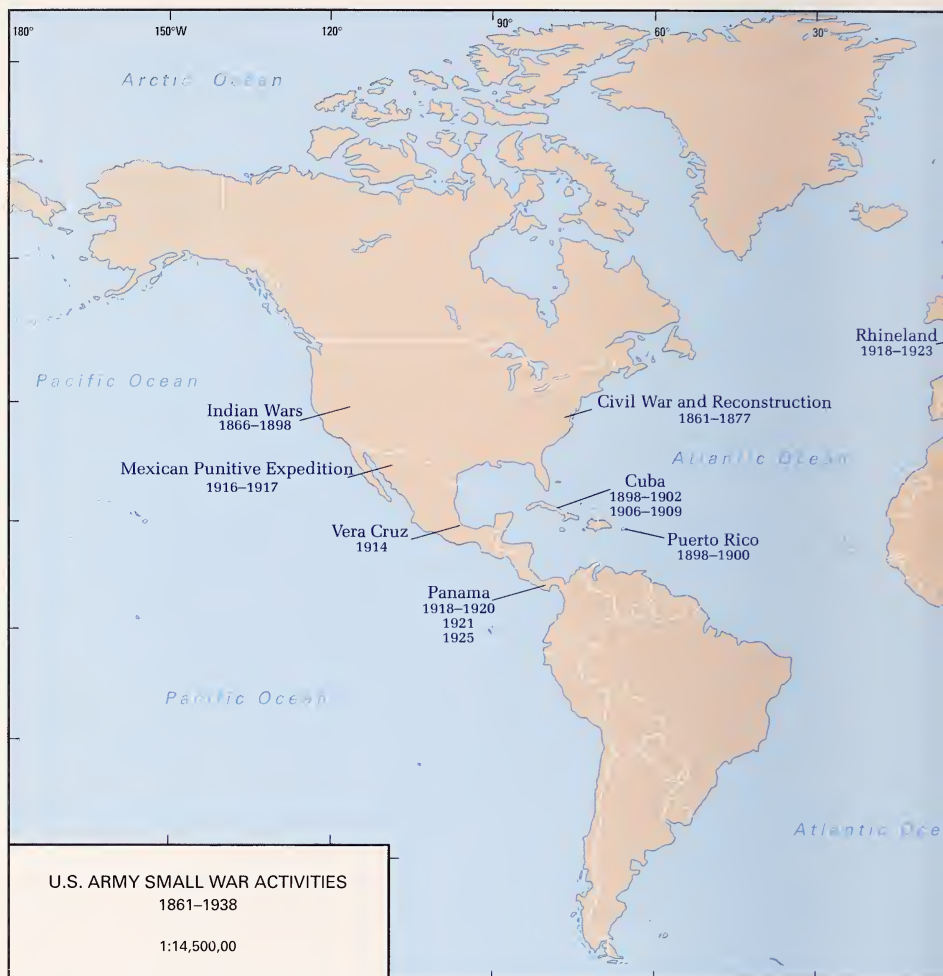 180°
150°W
120°
90°
60°
30°
Arctic Ocean
Rhineland
1918–1923
Pacific Ocean
Indian Wars
1866–1898
Civil War and Reconstruction
1861–1877
Atlantic Ocean
Mexican Punitive Expedition
1916–1917
Cuba
1898–1902
1906–1909
Vera Cruz
1914
Puerto Rico
1898–1900
Panama
1918–1920
1921
1925
Pacific Ocean
Atlantic Oce
U.S. ARMY SMALL WAR ACTIVITIES
1861–1938
1:14,500,00